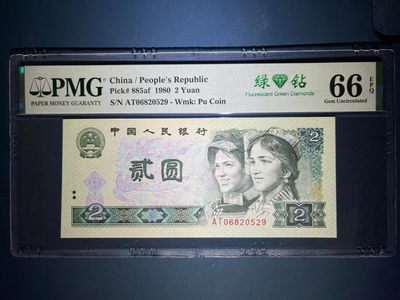 PMG
PAPER MONEY GUARANTY
China / People's Republic
Pick# 885af 1980 2 Yuan
S/N AT06820529 - Wmk: Pu Coin
绿 钻
Fluorescent Green Diamonds
66 EPQ
Gem Uncirculated
中国人民银行
2
贰圆
2
2
AT06820529